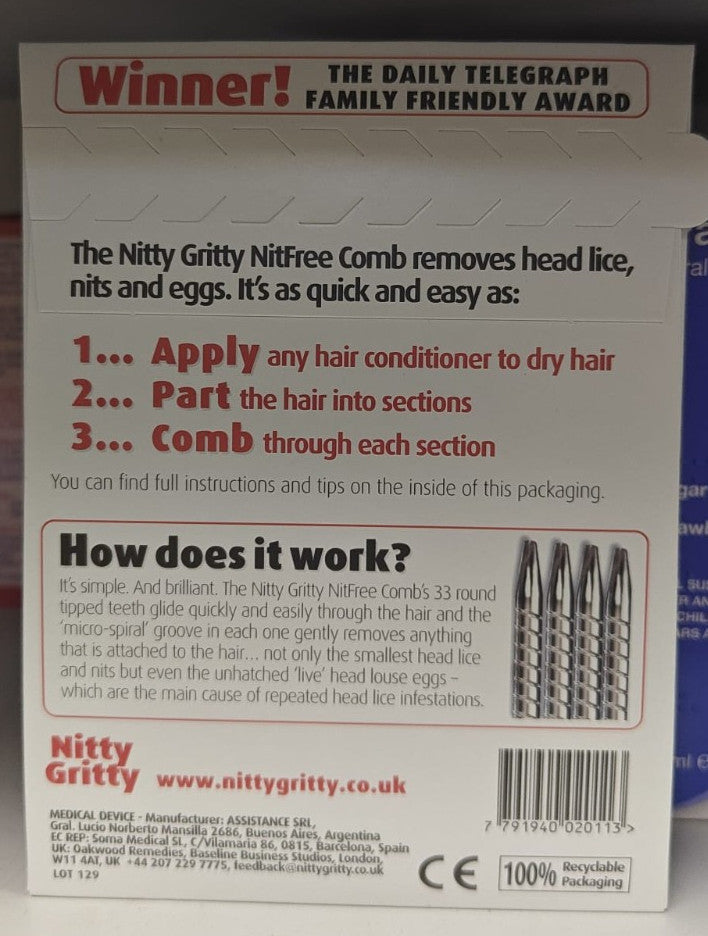 Winner! THE DAILY TELEGRAPH
FAMILY FRIENDLY AWARD
The Nitty Gritty NitFree Comb removes head lice,
nits and eggs. It's as quick and easy as:
1... Apply any hair conditioner to dry hair
2... Part the hair into sections
3... Comb through each section
You can find full instructions and tips on the inside of this packaging.
How does it work?
It's simple. And brilliant. The Nitty Gritty NitFree Comb's 33 round
tipped teeth glide quickly and easily through the hair and the
'micro-spiral' groove in each one gently removes anything
that is attached to the hair... not only the smallest head lice
and nits but even the unhatched 'live' head louse eggs –
which are the main cause of repeated head lice infestations.
Nitty
Gritty www.nittygritty.co.uk
MEDICAL DEVICE - Manufacturer: ASSISTANCE SRL,
Gral. Lucio Norberto Mansilla 2686, Buenos Aires, Argentina
EC REP: Soma Medical SL, C/Vilamaria 86, 0815, Barcelona, Spain
UK: Oakwood Remedies, Baseline Business Studios, London,
W11 4AT, UK +44 207 229 7775, feedback@nittygritty.co.uk
LOT 129
7 791940 020113 >
CE
100% Recyclable
Packaging